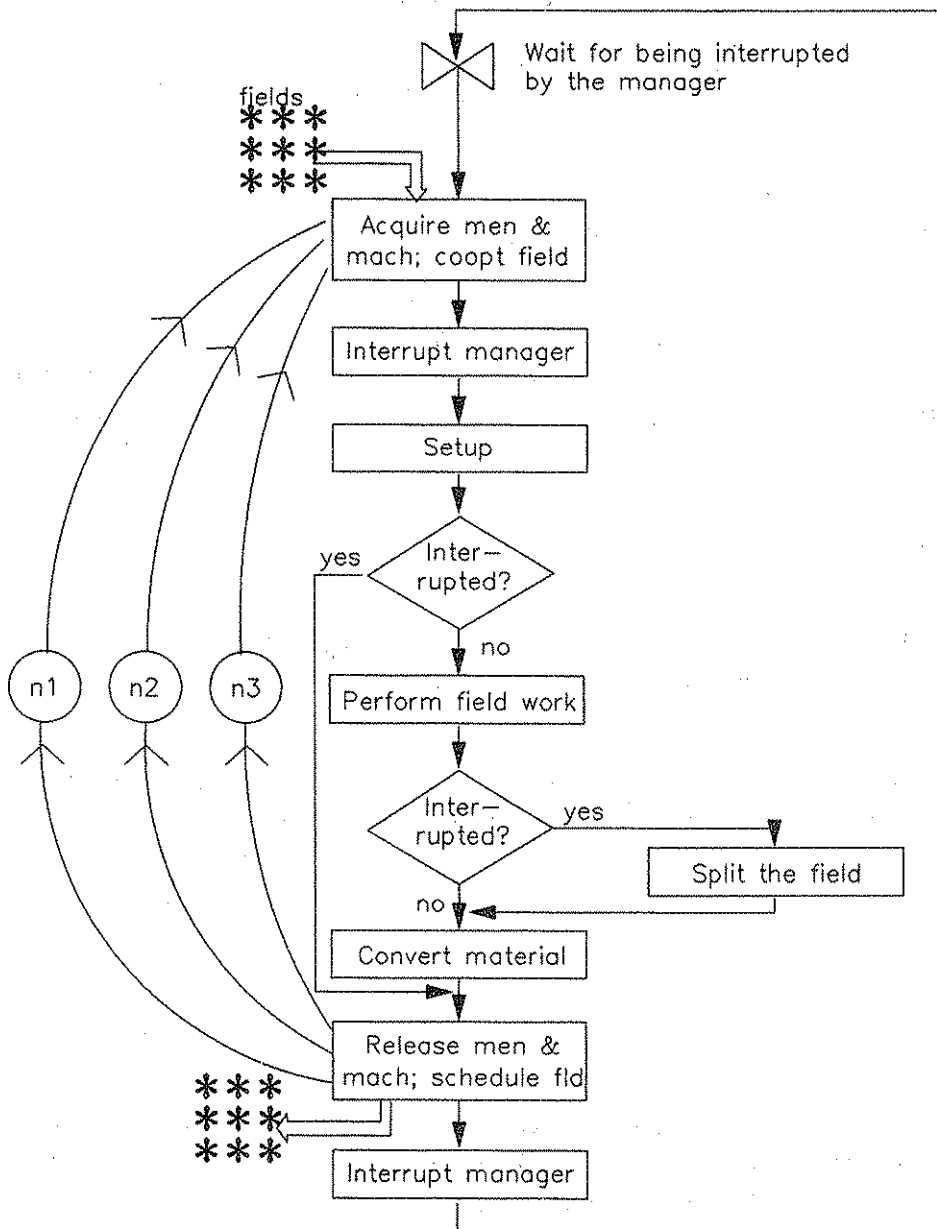 Wait for being interrupted
by the manager
fields
* * *
* * *
* * *
Acquire men &
mach; coopt field
Interrupt manager
Setup
Inter-
rupted?
yes
no
n1
n2
n3
Perform field work
Inter-
rupted?
yes
Split the field
no
Convert material
Release men &
mach; schedule fld
* * *
* * *
* * *
Interrupt manager